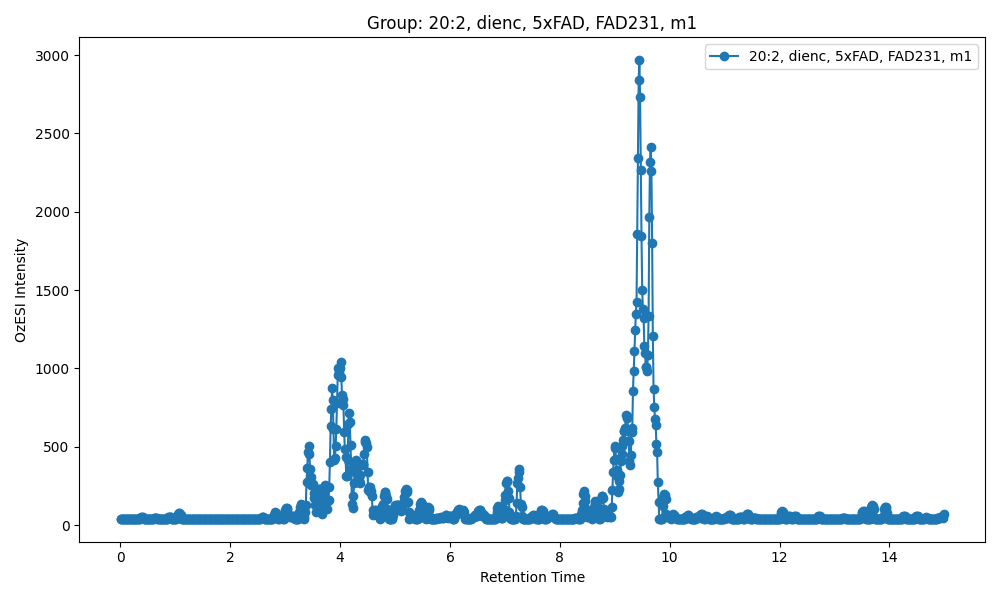 Group: 20:2, dienc, 5xFAD, FAD231, m1
20:2, dienc, 5xFAD, FAD231, m1
3000
2500
2000
1500
1000
500
0
OzESI Intensity
0 2 4 6 8 10 12 14
Retention Time